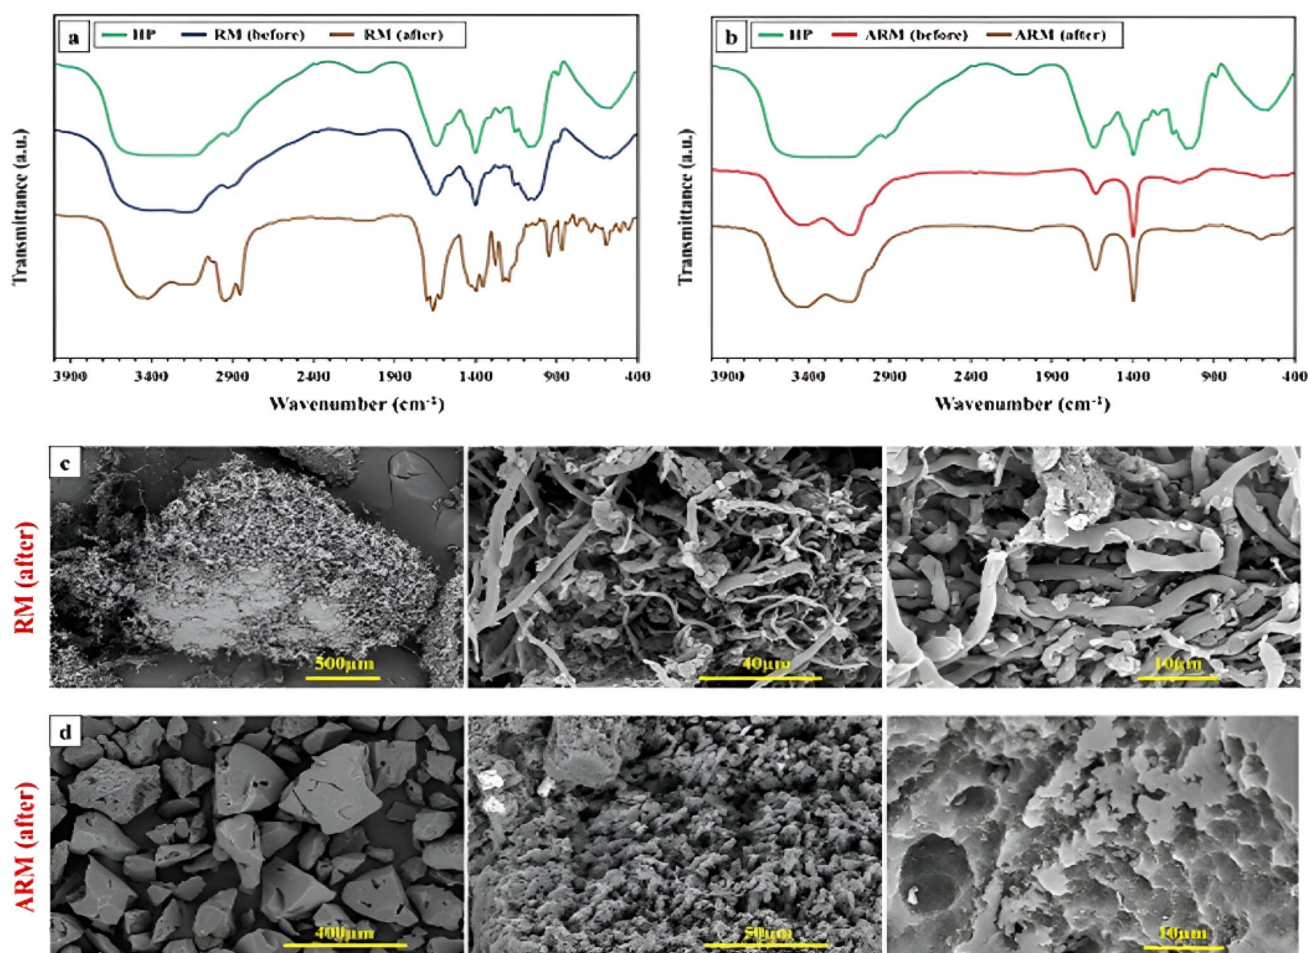 a HP RM (before) RM (after)
Transmittance (a.u.)
3900 3400 2900 2400 1900 1400 900 400
Wavenumber (cm⁻¹)
b HP ARM (before) ARM (after)
Transmittance (a.u.)
3900 3400 2900 2400 1900 1400 900 400
Wavenumber (cm⁻¹)
RM (after)
c
500µm
40µm
10µm
ARM (after)
d
400µm
50µm
10µm